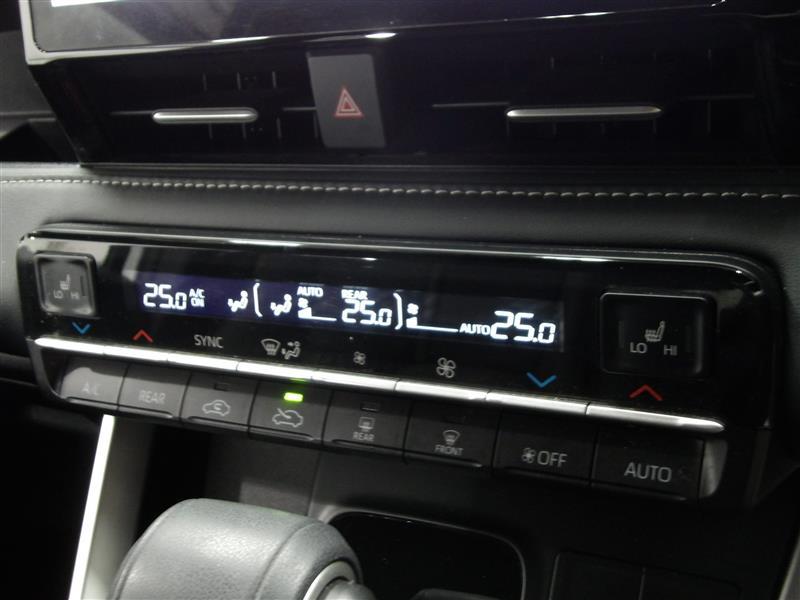 25.0 A/C ON AUTO REAR 25.0 AUTO 25.0
LO HI
LO HI
SYNC
A/C REAR REAR FRONT OFF AUTO